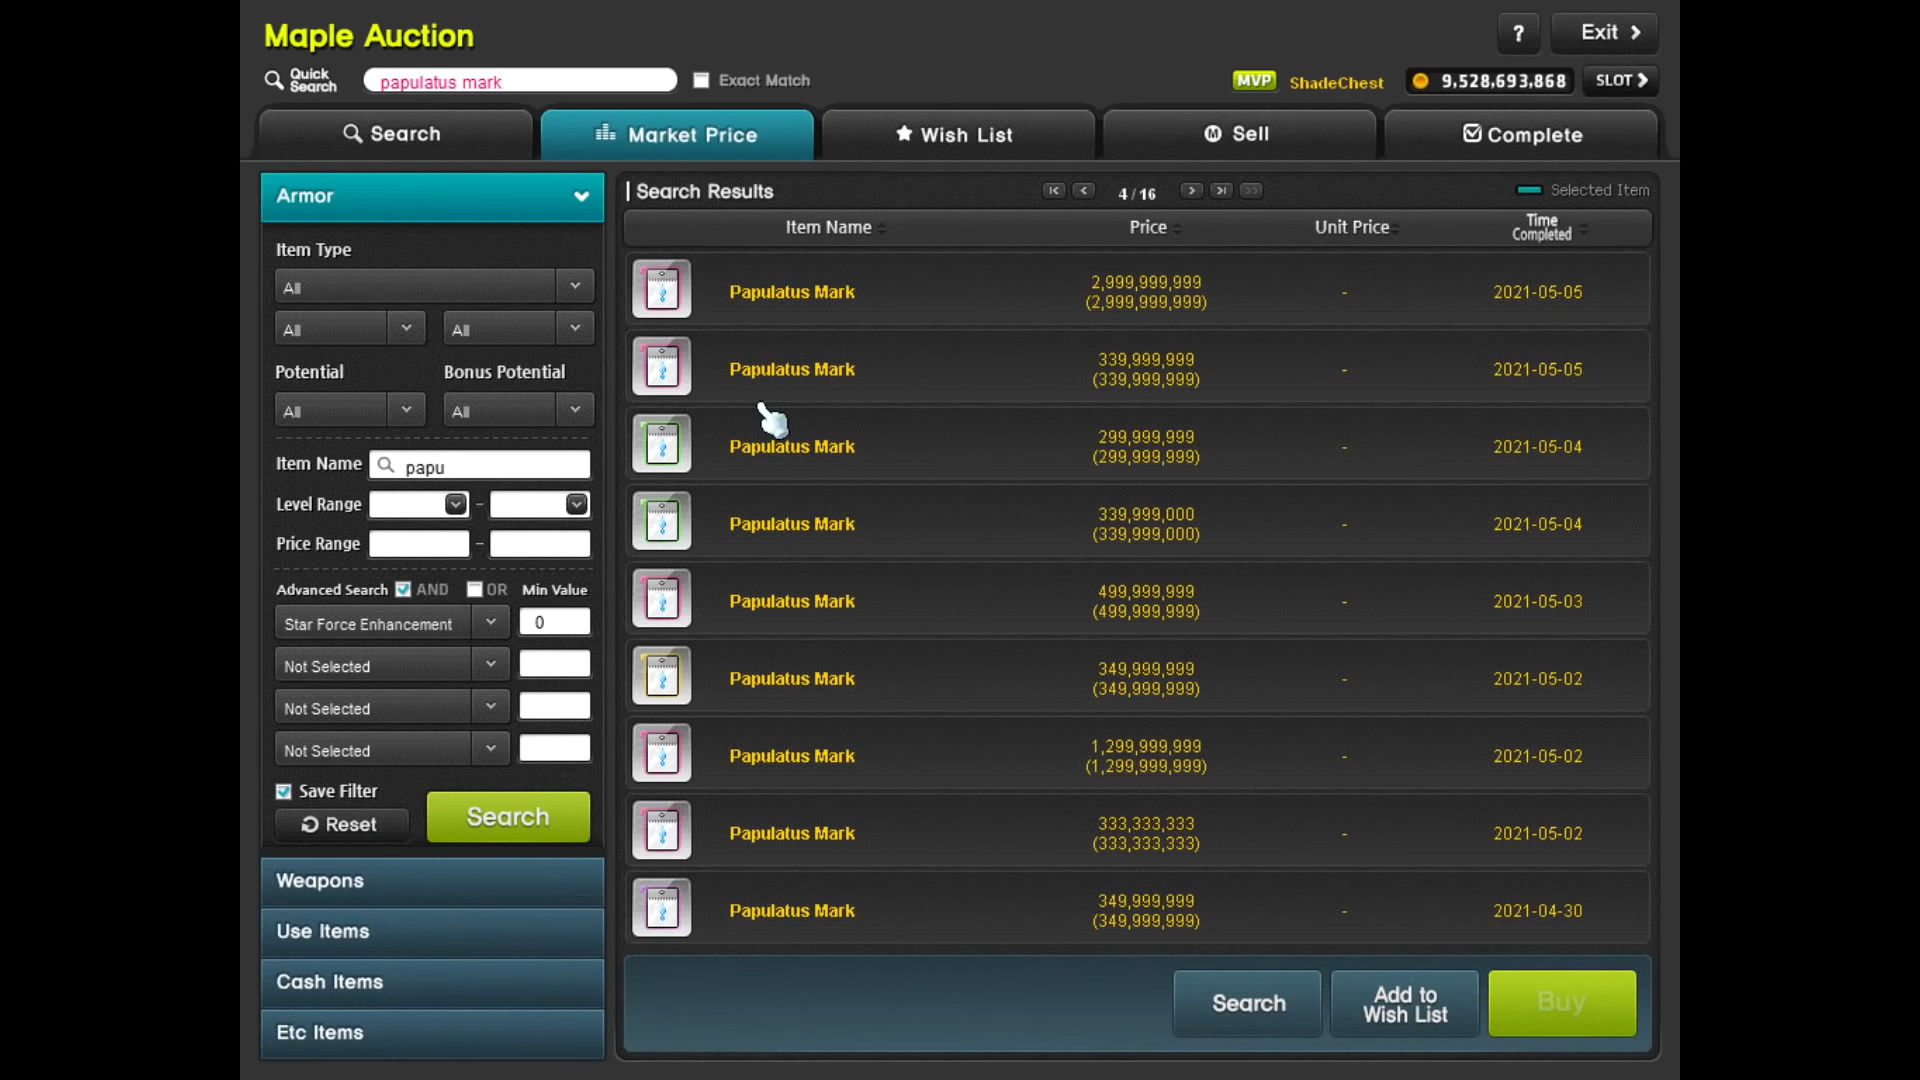 Maple Auction
? Exit
Quick Search papulatus mark Exact Match
MVP ShadeChest 9,528,693,868 SLOT
Search Market Price Wish List Sell Complete
Armor
Item Type
All
All All
Potential Bonus Potential
All All
Item Name papu
Level Range -
Price Range -
Advanced Search AND OR Min Value
Star Force Enhancement 0
Not Selected
Not Selected
Not Selected
Save Filter
Reset Search
Weapons
Use Items
Cash Items
Etc Items
Search Results 4 / 16 Selected Item
Item Name Price Unit Price Time Completed
Papulatus Mark 2,999,999,999 - 2021-05-05
(2,999,999,999)
Papulatus Mark 339,999,999 - 2021-05-05
(339,999,999)
Papulatus Mark 299,999,999 - 2021-05-04
(299,999,999)
Papulatus Mark 339,999,000 - 2021-05-04
(339,999,000)
Papulatus Mark 499,999,999 - 2021-05-03
(499,999,999)
Papulatus Mark 349,999,999 - 2021-05-02
(349,999,999)
Papulatus Mark 1,299,999,999 - 2021-05-02
(1,299,999,999)
Papulatus Mark 333,333,333 - 2021-05-02
(333,333,333)
Papulatus Mark 349,999,999 - 2021-04-30
(349,999,999)
Search Add to Wish List Buy